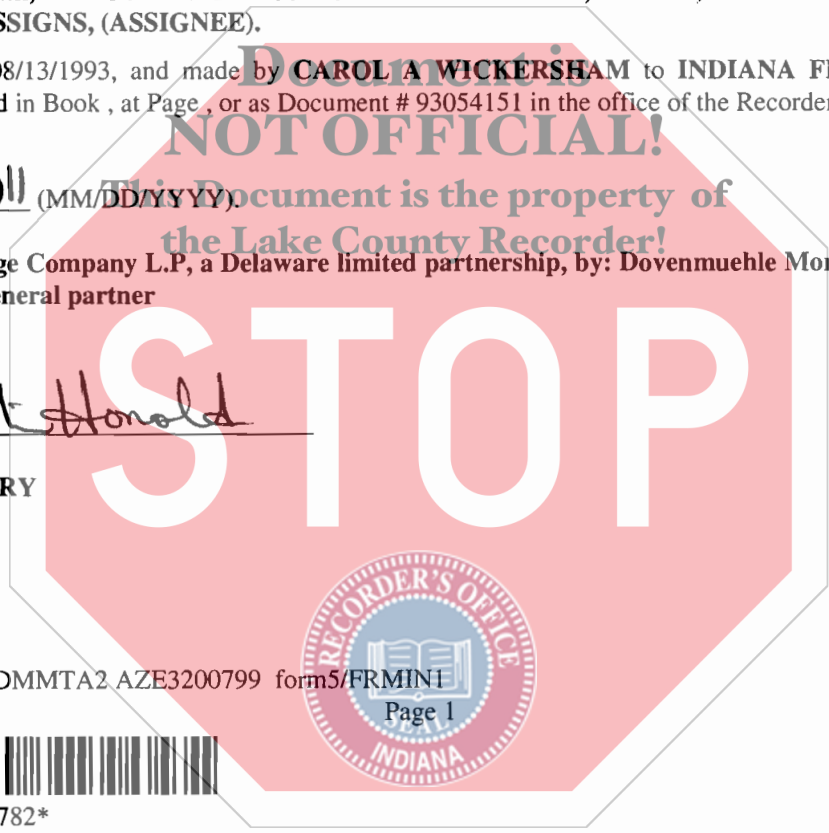 SSIGNS, (ASSIGNEE).
08/13/1993, and made by CAROL A WICKERSHAM to INDIANA
Document is
d in Book , at Page , or as Document # 93054151 in the office of the Recorder
NOT OFFICIAL!
(MM/DD/YYYY).
This Document is the property of
the Lake County Recorder!
ge Company L.P, a Delaware limited partnership, by: Dovenmuehle Mor
eneral partner
STOP
Honold
RY
RECORDER'S OFFICE
OMMTA2 AZE3200799 form5/FRMIN1
Page 1
SEAL
INDIANA
782*